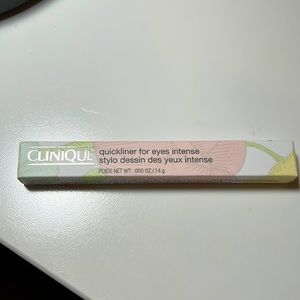 CLINIQUE
quickliner for eyes intense
stylo dessin des yeux intense
POIDS NET WT. .005 OZ./.14 g